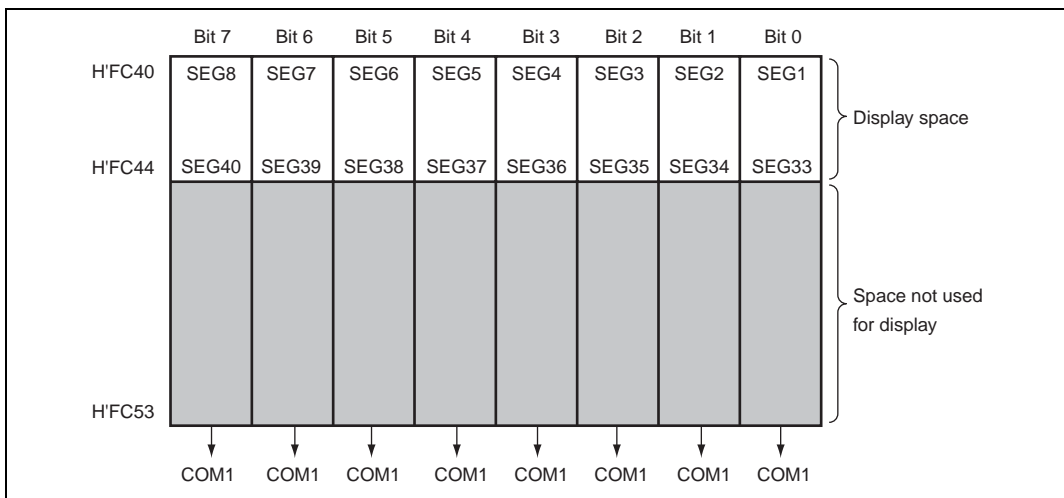 Bit 7 Bit 6 Bit 5 Bit 4 Bit 3 Bit 2 Bit 1 Bit 0
H'FC40 SEG8 SEG7 SEG6 SEG5 SEG4 SEG3 SEG2 SEG1
Display space
H'FC44 SEG40 SEG39 SEG38 SEG37 SEG36 SEG35 SEG34 SEG33
Space not used
for display
H'FC53
COM1 COM1 COM1 COM1 COM1 COM1 COM1 COM1